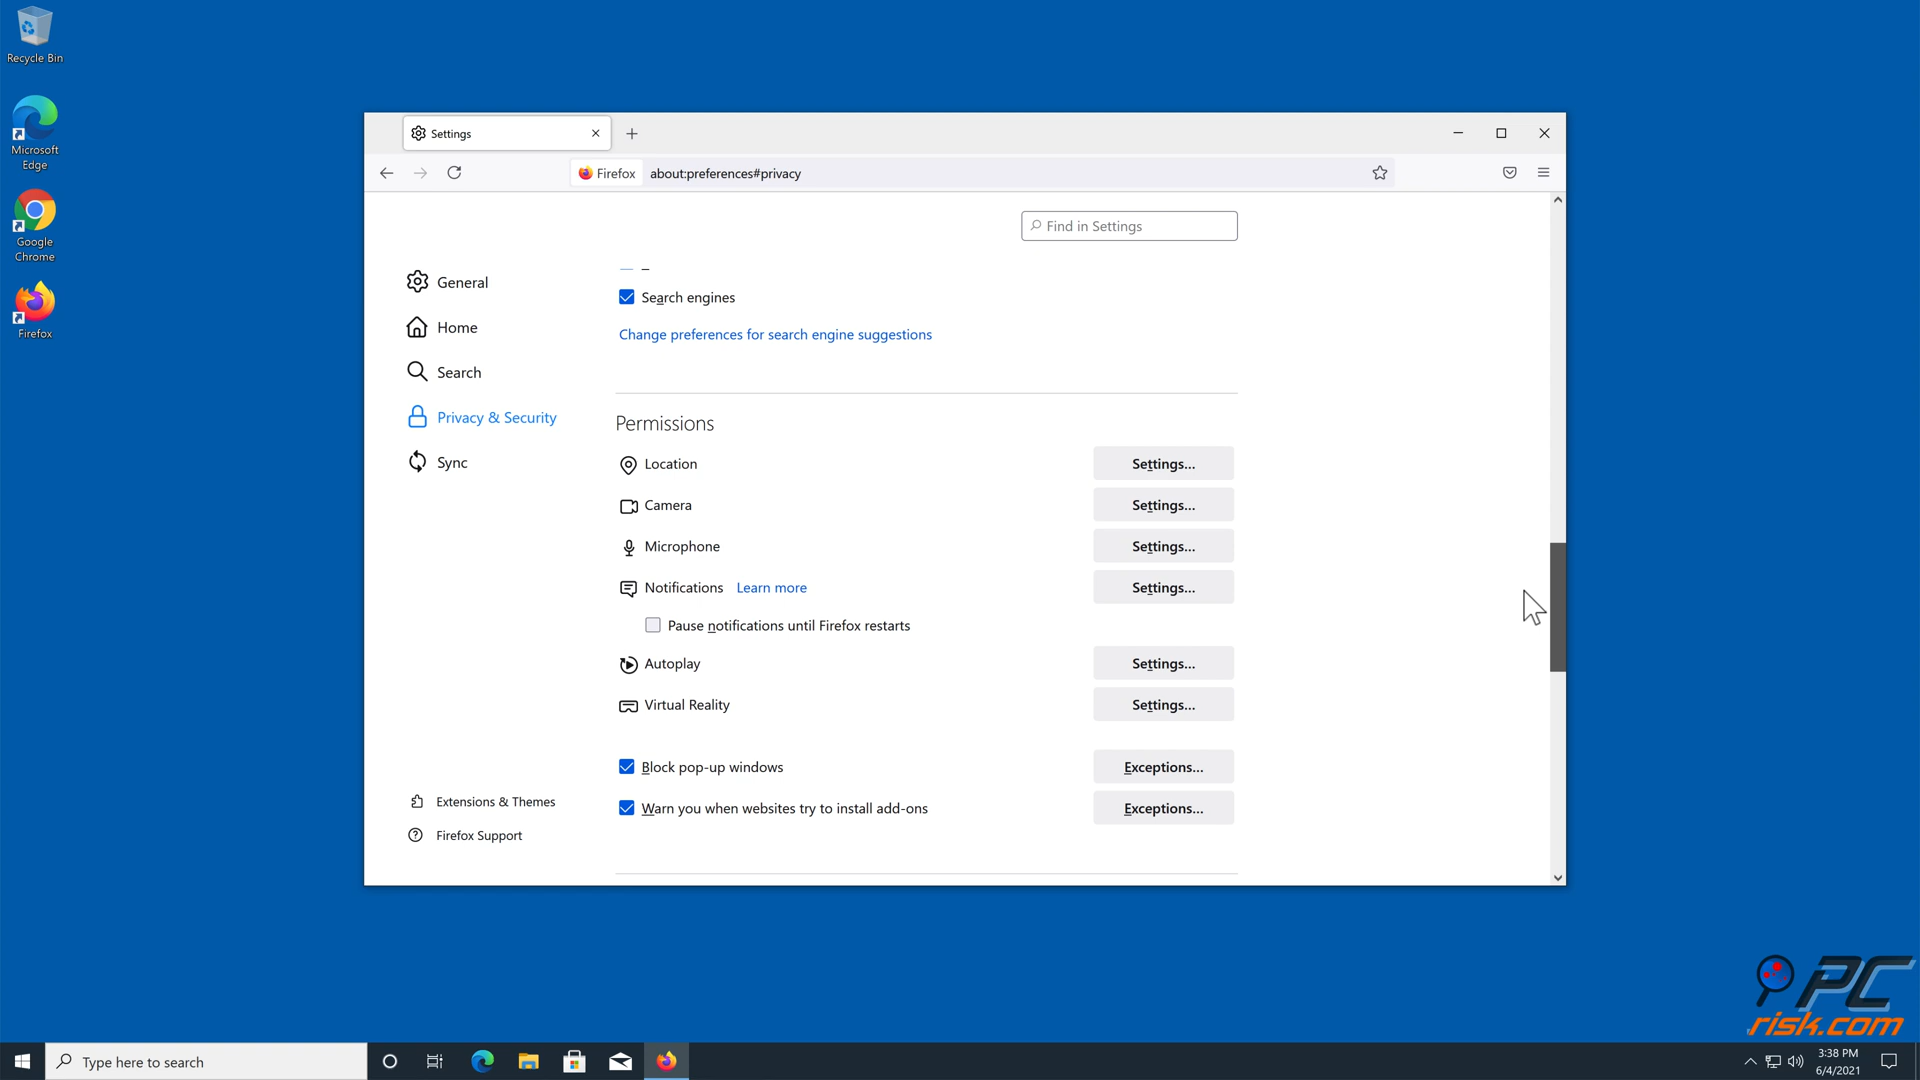 Recycle Bin
Microsoft
Edge
Google
Chrome
Firefox
Settings
Firefox
about:preferences#privacy
Find in Settings
General
Home
Search
Privacy & Security
Sync
Extensions & Themes
Firefox Support
Search engines
Change preferences for search engine suggestions
Permissions
Location
Settings...
Camera
Settings...
Microphone
Settings...
Notifications Learn more
Settings...
Pause notifications until Firefox restarts
Autoplay
Settings...
Virtual Reality
Settings...
Block pop-up windows
Exceptions...
Warn you when websites try to install add-ons
Exceptions...
PC
risk.com
Type here to search
3:38 PM
6/4/2021